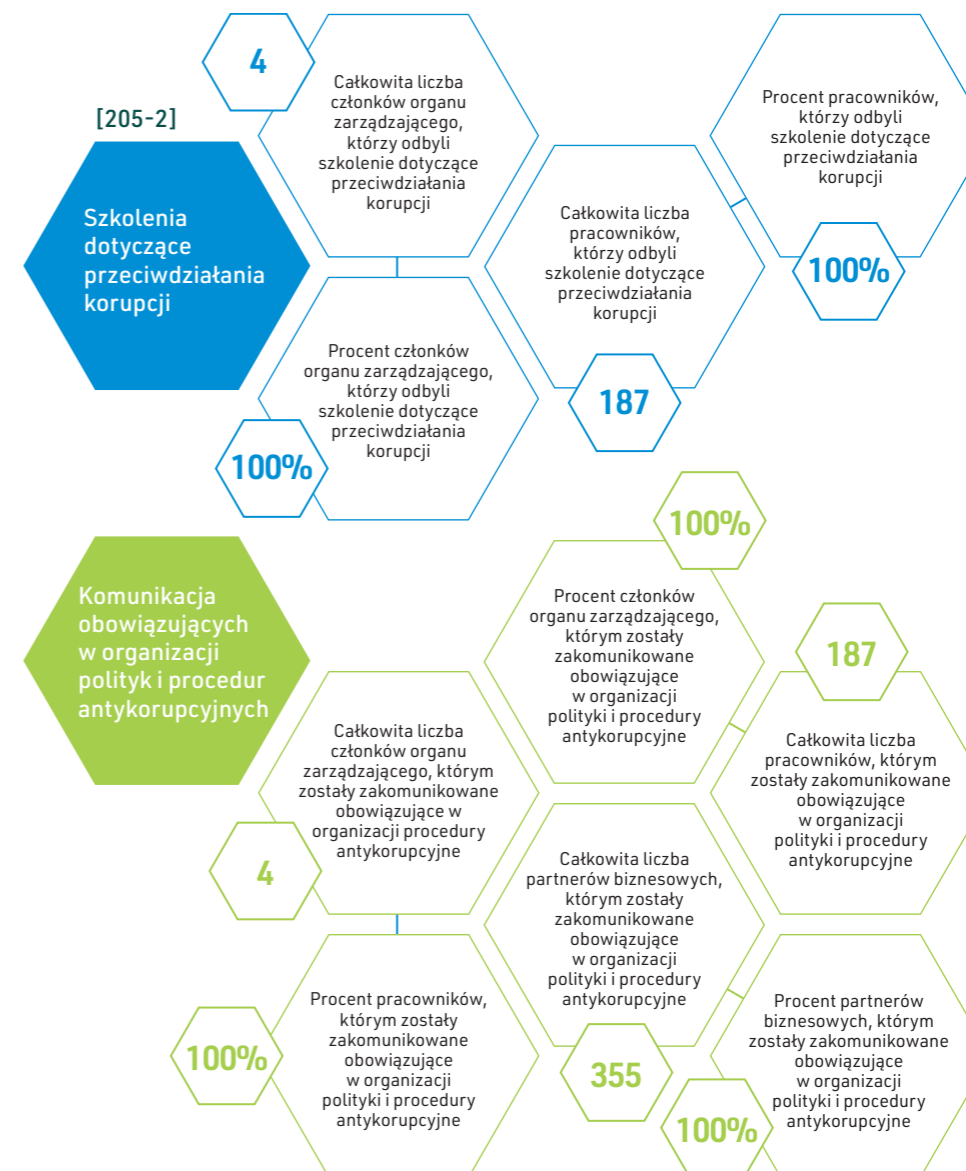 [205-2]
Szkolenia
dotyczące
przeciwdziałania
korupcji
4
Całkowita liczba
członków organu
zarządzającego,
którzy odbyli
szkolenie dotyczące
przeciwdziałania
korupcji
Procent członków
organu zarządzającego,
którzy odbyli
szkolenie dotyczące
przeciwdziałania
korupcji
100%
Całkowita liczba
pracowników,
którzy odbyli
szkolenie dotyczące
przeciwdziałania
korupcji
187
Procent pracowników,
którzy odbyli
szkolenie dotyczące
przeciwdziałania
korupcji
100%
Komunikacja
obowiązujących
w organizacji
polityk i procedur
antykorupcyjnych
Całkowita liczba
członków organu
zarządzającego, którym
zostały zakomunikowane
obowiązujące w
organizacji procedury
antykorupcyjne
4
100%
Procent członków
organu zarządzającego,
którym zostały
zakomunikowane
obowiązujące
w organizacji
polityki i procedury
antykorupcyjne
187
Całkowita liczba
pracowników, którym
zostały zakomunikowane
obowiązujące
w organizacji
polityki i procedury
antykorupcyjne
Procent pracowników,
którym zostały
zakomunikowane
obowiązujące
w organizacji
polityki i procedury
antykorupcyjne
100%
Całkowita liczba
partnerów biznesowych,
którym zostały
zakomunikowane
obowiązujące
w organizacji
polityki i procedury
antykorupcyjne
355
Procent partnerów
biznesowych, którym
zostały zakomunikowane
obowiązujące
w organizacji
polityki i procedury
antykorupcyjne
100%